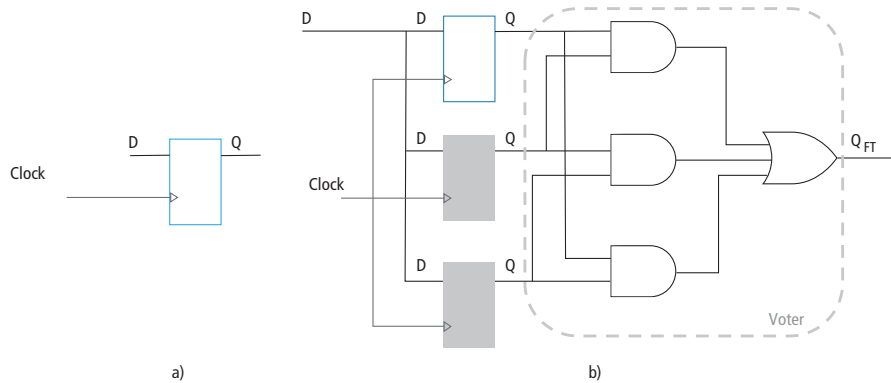 D Q
Clock
a)
D D Q
D Q
Clock
D Q
Q FT
Voter
b)